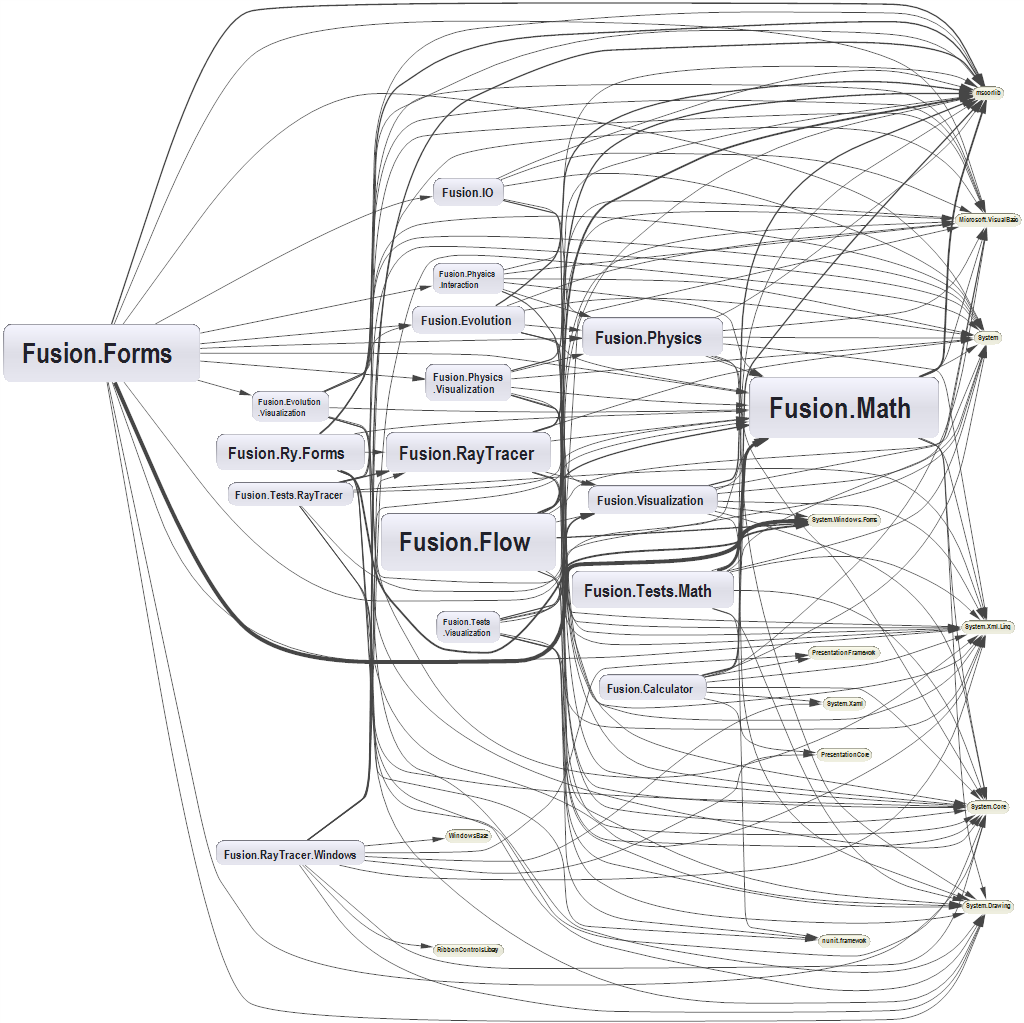 mscorlib
Fusion.IO
Microsoft.VisualBasic
Fusion.Physics
.Interaction
Fusion.Evolution
Fusion.Physics
System
Fusion.Forms
Fusion.Physics
.Visualization
Fusion.Evolution
.Visualization
Fusion.Math
Fusion.Ry.Forms
Fusion.RayTracer
Fusion.Tests.RayTracer
Fusion.Visualization
System.Windows.Forms
Fusion.Flow
Fusion.Tests.Math
Fusion.Tests
.Visualization
System.Xml.Linq
PresentationFramework
Fusion.Calculator
System.Xaml
PresentationCore
System.Core
WindowsBase
Fusion.RayTracer.Windows
System.Drawing
nunit.framework
RibbonControlsLibrary